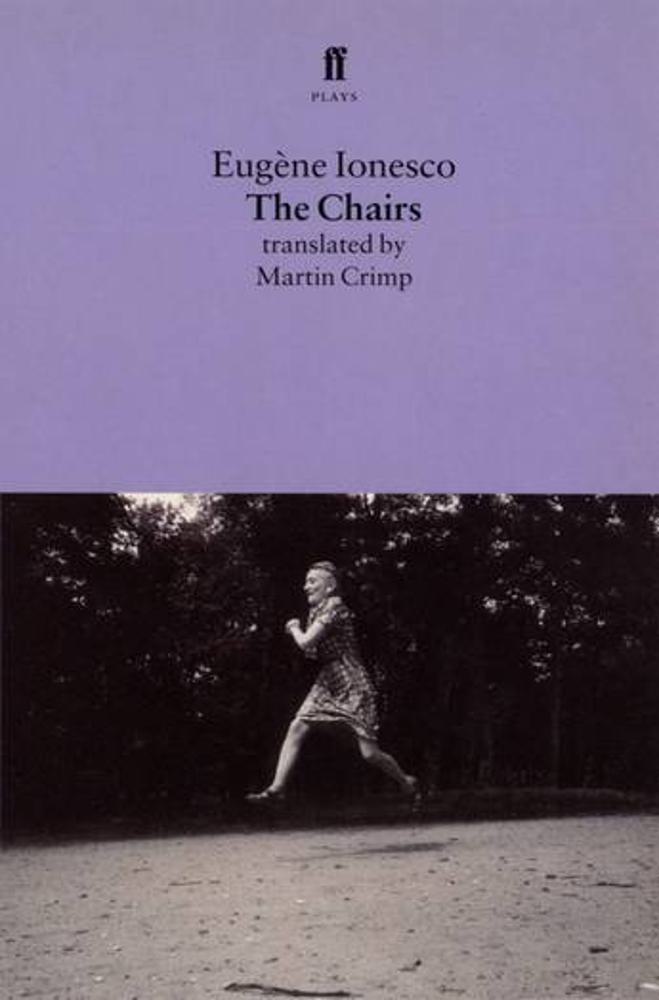 ff
PLAYS
Eugène Ionesco
The Chairs
translated by
Martin Crimp